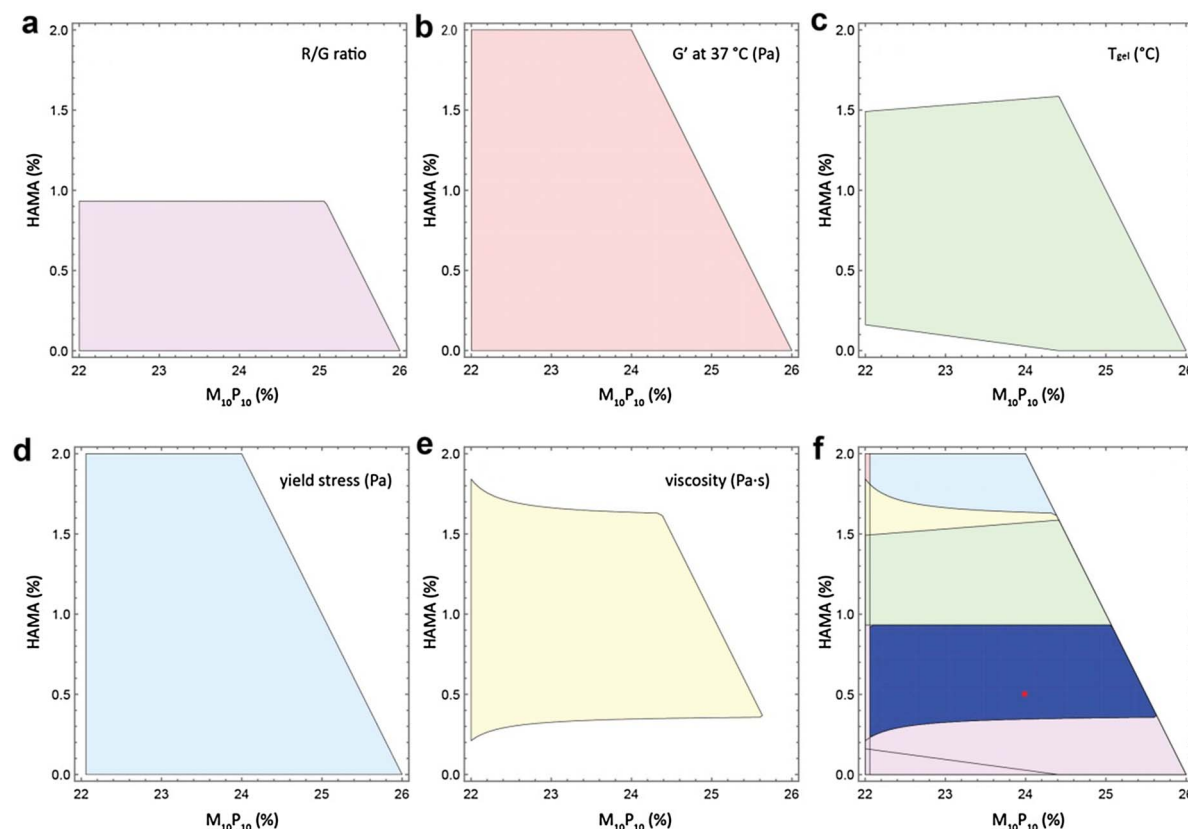 a
R/G ratio
2.0
1.5
1.0
0.5
0.0
HAMA (%)
22 23 24 25 26
M₁₀P₁₀ (%)
b
G' at 37 °C (Pa)
2.0
1.5
1.0
0.5
0.0
HAMA (%)
22 23 24 25 26
M₁₀P₁₀ (%)
c
Tgel (°C)
2.0
1.5
1.0
0.5
0.0
HAMA (%)
22 23 24 25 26
M₁₀P₁₀ (%)
d
yield stress (Pa)
2.0
1.5
1.0
0.5
0.0
HAMA (%)
22 23 24 25 26
M₁₀P₁₀ (%)
e
viscosity (Pa·s)
2.0
1.5
1.0
0.5
0.0
HAMA (%)
22 23 24 25 26
M₁₀P₁₀ (%)
f
2.0
1.5
1.0
0.5
0.0
HAMA (%)
22 23 24 25 26
M₁₀P₁₀ (%)